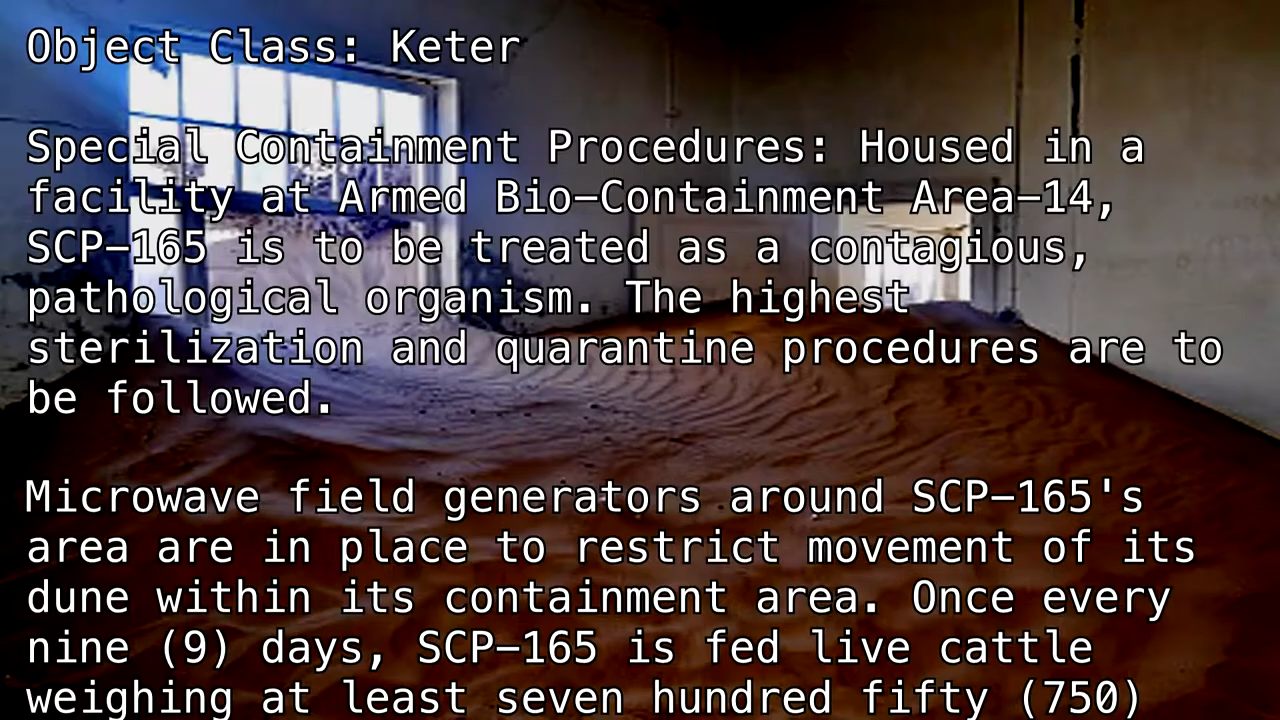 Object Class: Keter
Special Containment Procedures: Housed in a
facility at Armed Bio-Containment Area-14,
SCP-165 is to be treated as a contagious,
pathological organism. The highest
sterilization and quarantine procedures are to
be followed.
Microwave field generators around SCP-165's
area are in place to restrict movement of its
dune within its containment area. Once every
nine (9) days, SCP-165 is fed live cattle
weighing at least seven hundred fifty (750)